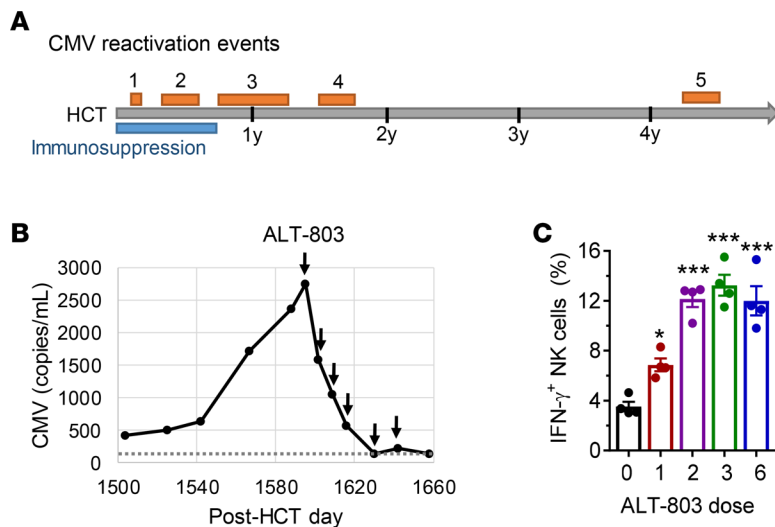 A
CMV reactivation events
1 2 3 4 5
HCT
1y 2y 3y 4y
Immunosuppression
B
ALT-803
CMV (copies/mL)
3000
2500
2000
1500
1000
500
0
1500 1540 1580 1620 1660
Post-HCT day
C
IFN-γ+ NK cells (%)
16
12
8
4
0
* *** *** ***
0 1 2 3 6
ALT-803 dose